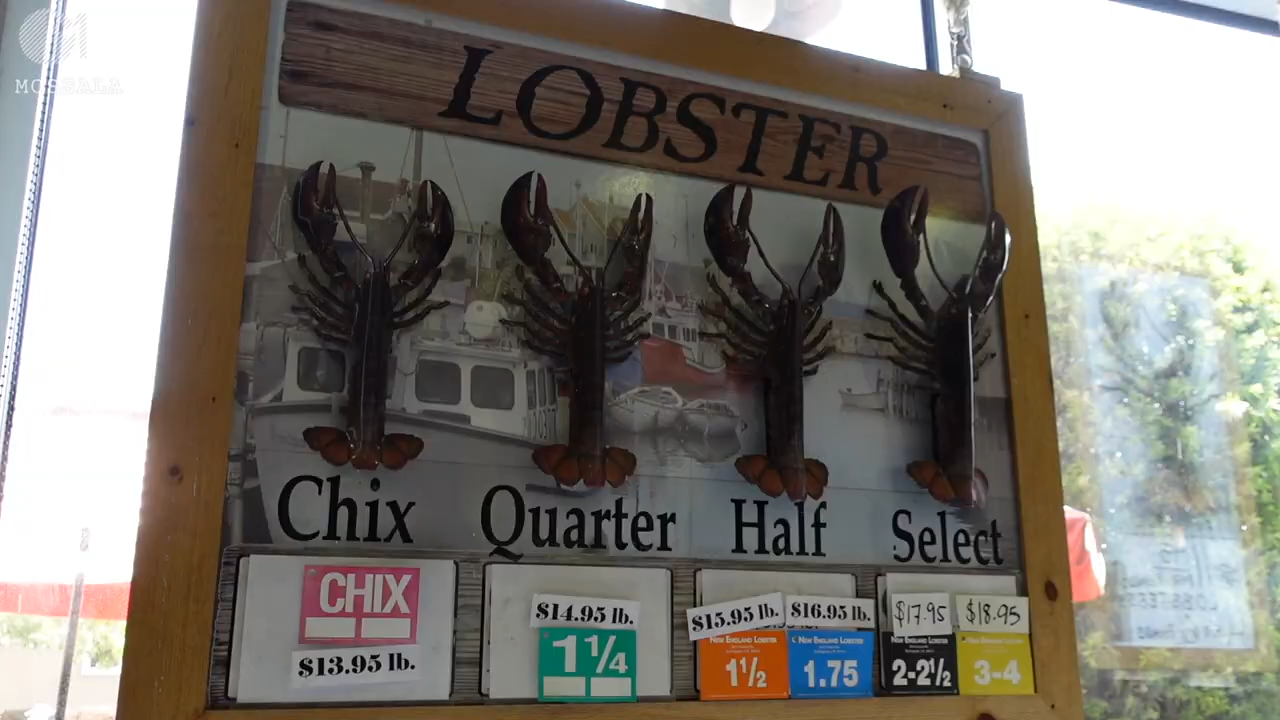 MOSSALA
LOBSTER
Chix
Quarter
Half
Select
CHIX
$13.95 lb.
$14.95 lb.
1 1/4
$15.95 lb.
NEW ENGLAND LOBSTER
1 1/2
$16.95 lb.
NEW ENGLAND LOBSTER
1.75
$17.95
NEW ENGLAND LOBSTER
2-2 1/2
$18.95
NEW ENGLAND LOBSTER
3-4